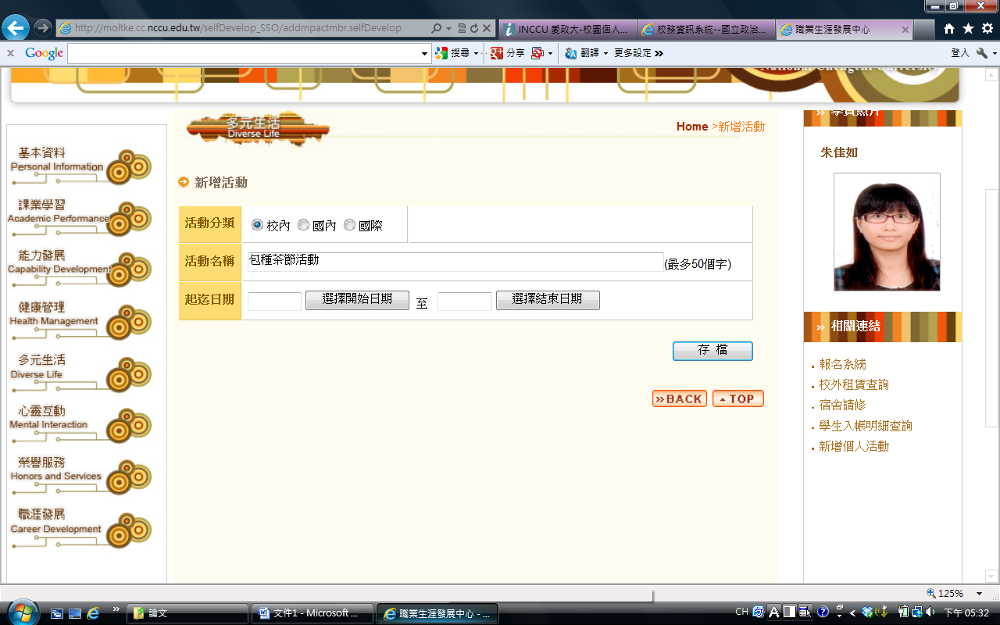 http://moltke.cc.nccu.edu.tw/selfDevelop_SSO/addmpactmbr.selfDevelop
iNCCU 愛政大-校園個人...
校務資訊系統--國立政治...
職業生涯發展中心
x Google
搜尋
分享
翻譯
更多設定 »
登入
National Chengchi University
多元生活
Diverse Life
Home >新增活動
學員照片
基本資料
Personal Information
課業學習
Academic Performance
能力發展
Capability Development
健康管理
Health Management
多元生活
Diverse Life
心靈互動
Mental Interaction
榮譽服務
Honors and Services
職涯發展
Career Development
新增活動
活動分類 校內 國內 國際
活動名稱 包種茶節活動 (最多50個字)
起迄日期 選擇開始日期 至 選擇結束日期
存 檔
»BACK
TOP
朱佳如
» 相關連結
報名系統
校外租賃查詢
宿舍請修
學生入帳明細查詢
新增個人活動
125%
論文
文件1 - Microsoft ...
職業生涯發展中心 - ...
CH
下午 05:32